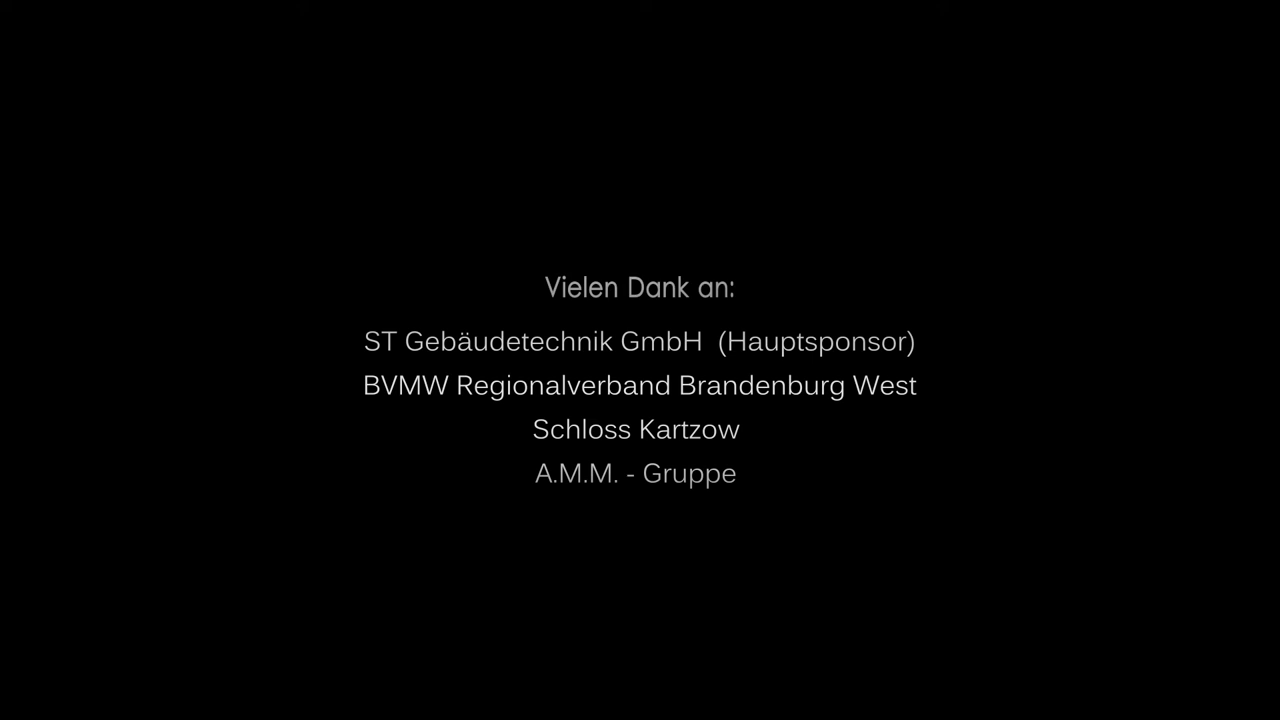 Vielen Dank an:
ST Gebäudetechnik GmbH (Hauptsponsor)
BVMW Regionalverband Brandenburg West
Schloss Kartzow
A.M.M. - Gruppe